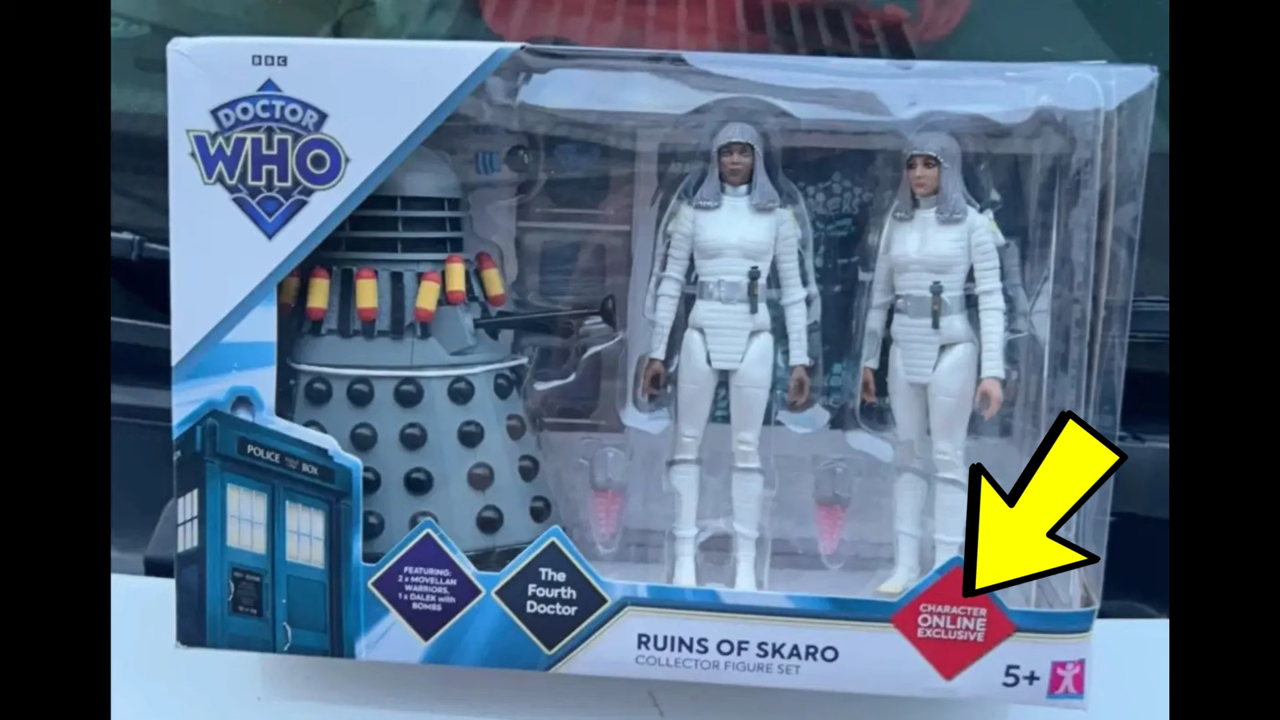 BBC
DOCTOR
WHO
POLICE BOX
FEATURING:
2 x MOVELLAN
WARRIORS,
1 x DALEK with
BOMBS
The
Fourth
Doctor
RUINS OF SKARO
COLLECTOR FIGURE SET
CHARACTER
ONLINE
EXCLUSIVE
5+